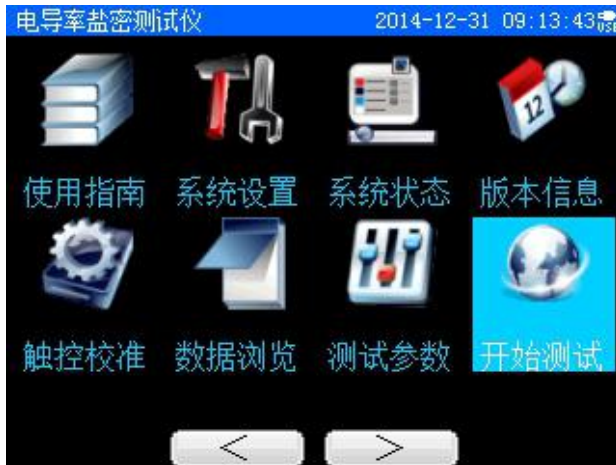 电导率盐密测试仪 2014-12-31 09:13:43
使用指南 系统设置 系统状态 版本信息
触控校准 数据浏览 测试参数 开始测试
< >